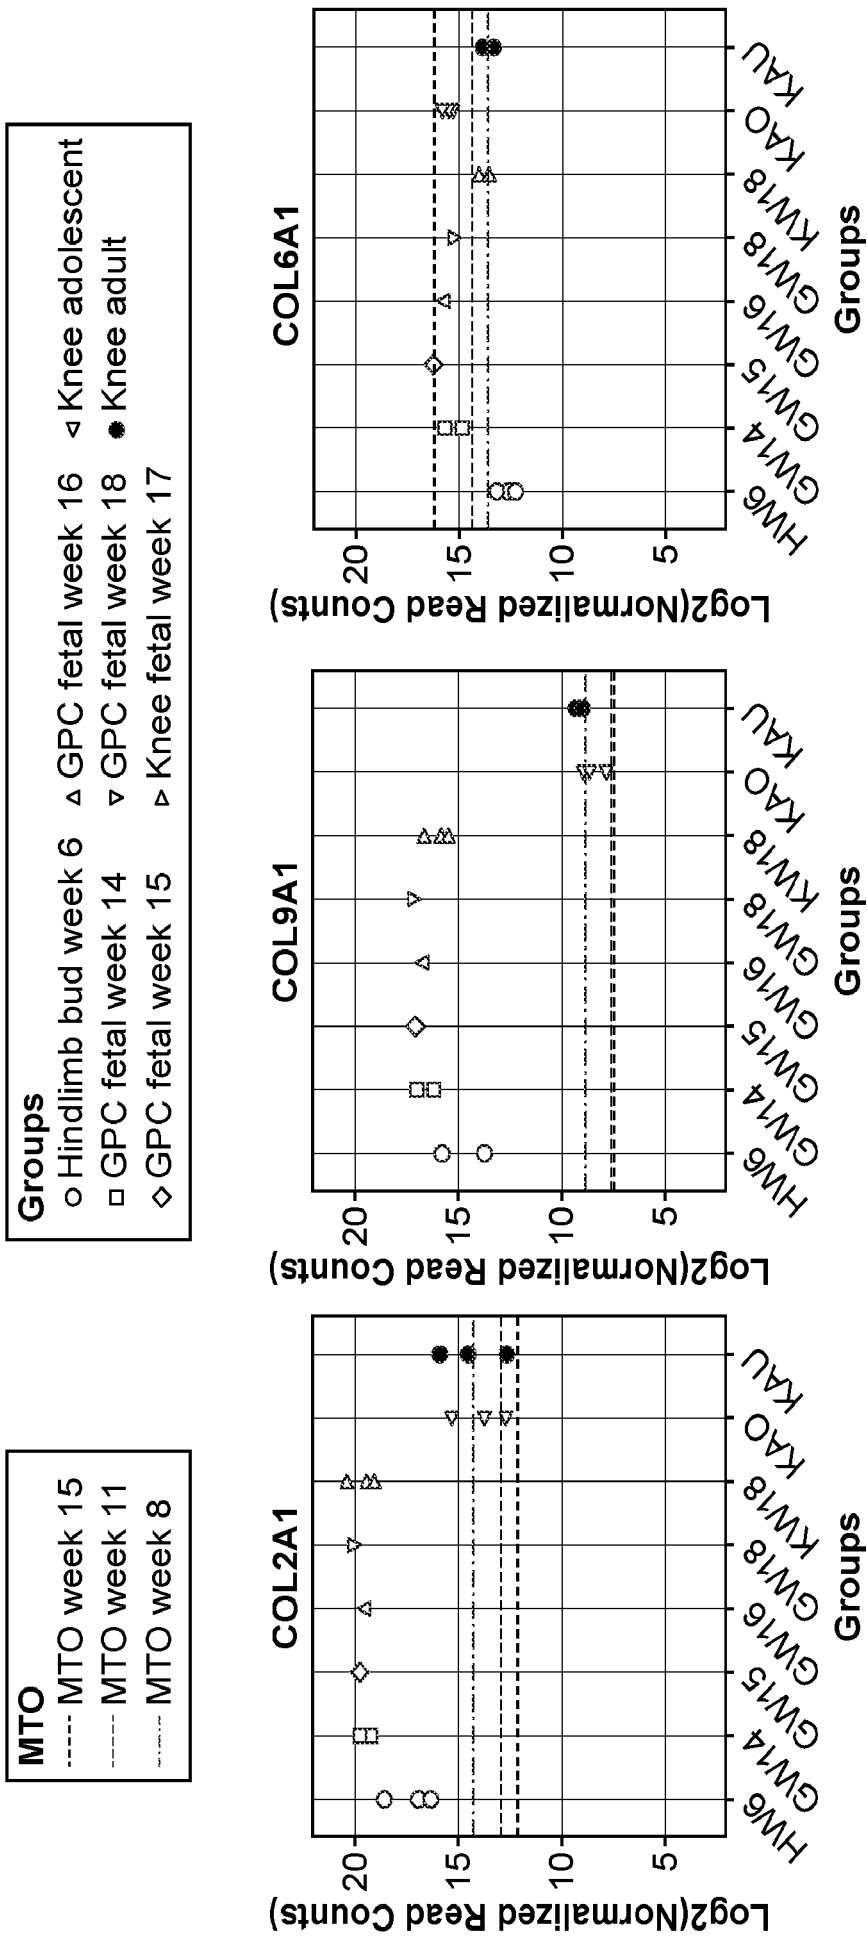 MTO
MTO week 15
MTO week 11
MTO week 8
Groups
Hindlimb bud week 6
GPC fetal week 14
GPC fetal week 15
GPC fetal week 16
GPC fetal week 18
Knee fetal week 17
Knee adolescent
Knee adult
COL2A1
Log2(Normalized Read Counts)
20
15
10
5
HW6
GW14
GW15
GW16
GW18
KW18
KAO
KAU
Groups
COL9A1
Log2(Normalized Read Counts)
20
15
10
5
HW6
GW14
GW15
GW16
GW18
KW18
KAO
KAU
Groups
COL6A1
Log2(Normalized Read Counts)
20
15
10
5
HW6
GW14
GW15
GW16
GW18
KW18
KAO
KAU
Groups